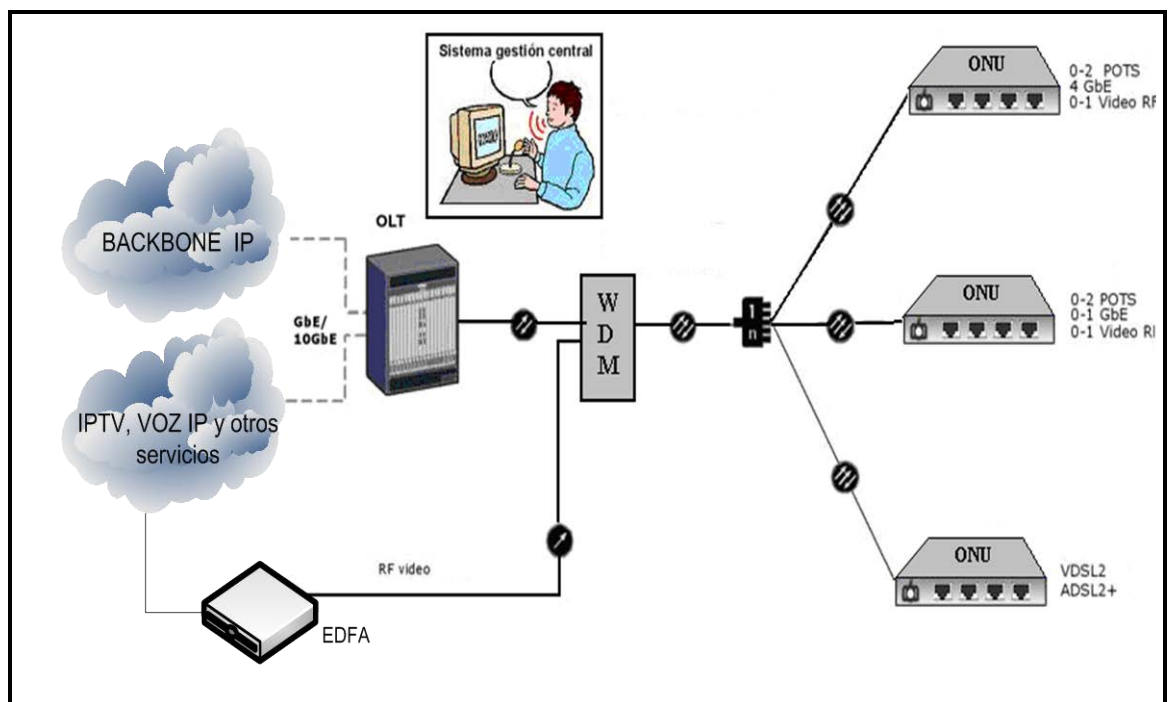 Sistema gestión central
BACKBONE IP
IPTV, VOZ IP y otros
servicios
OLT
GbE/
10GbE
W
D
M
RF video
EDFA
1
n
ONU
0-2 POTS
4 GbE
0-1 Video RF
ONU
0-2 POTS
0-1 GbE
0-1 Video R
ONU
VDSL2
ADSL2+